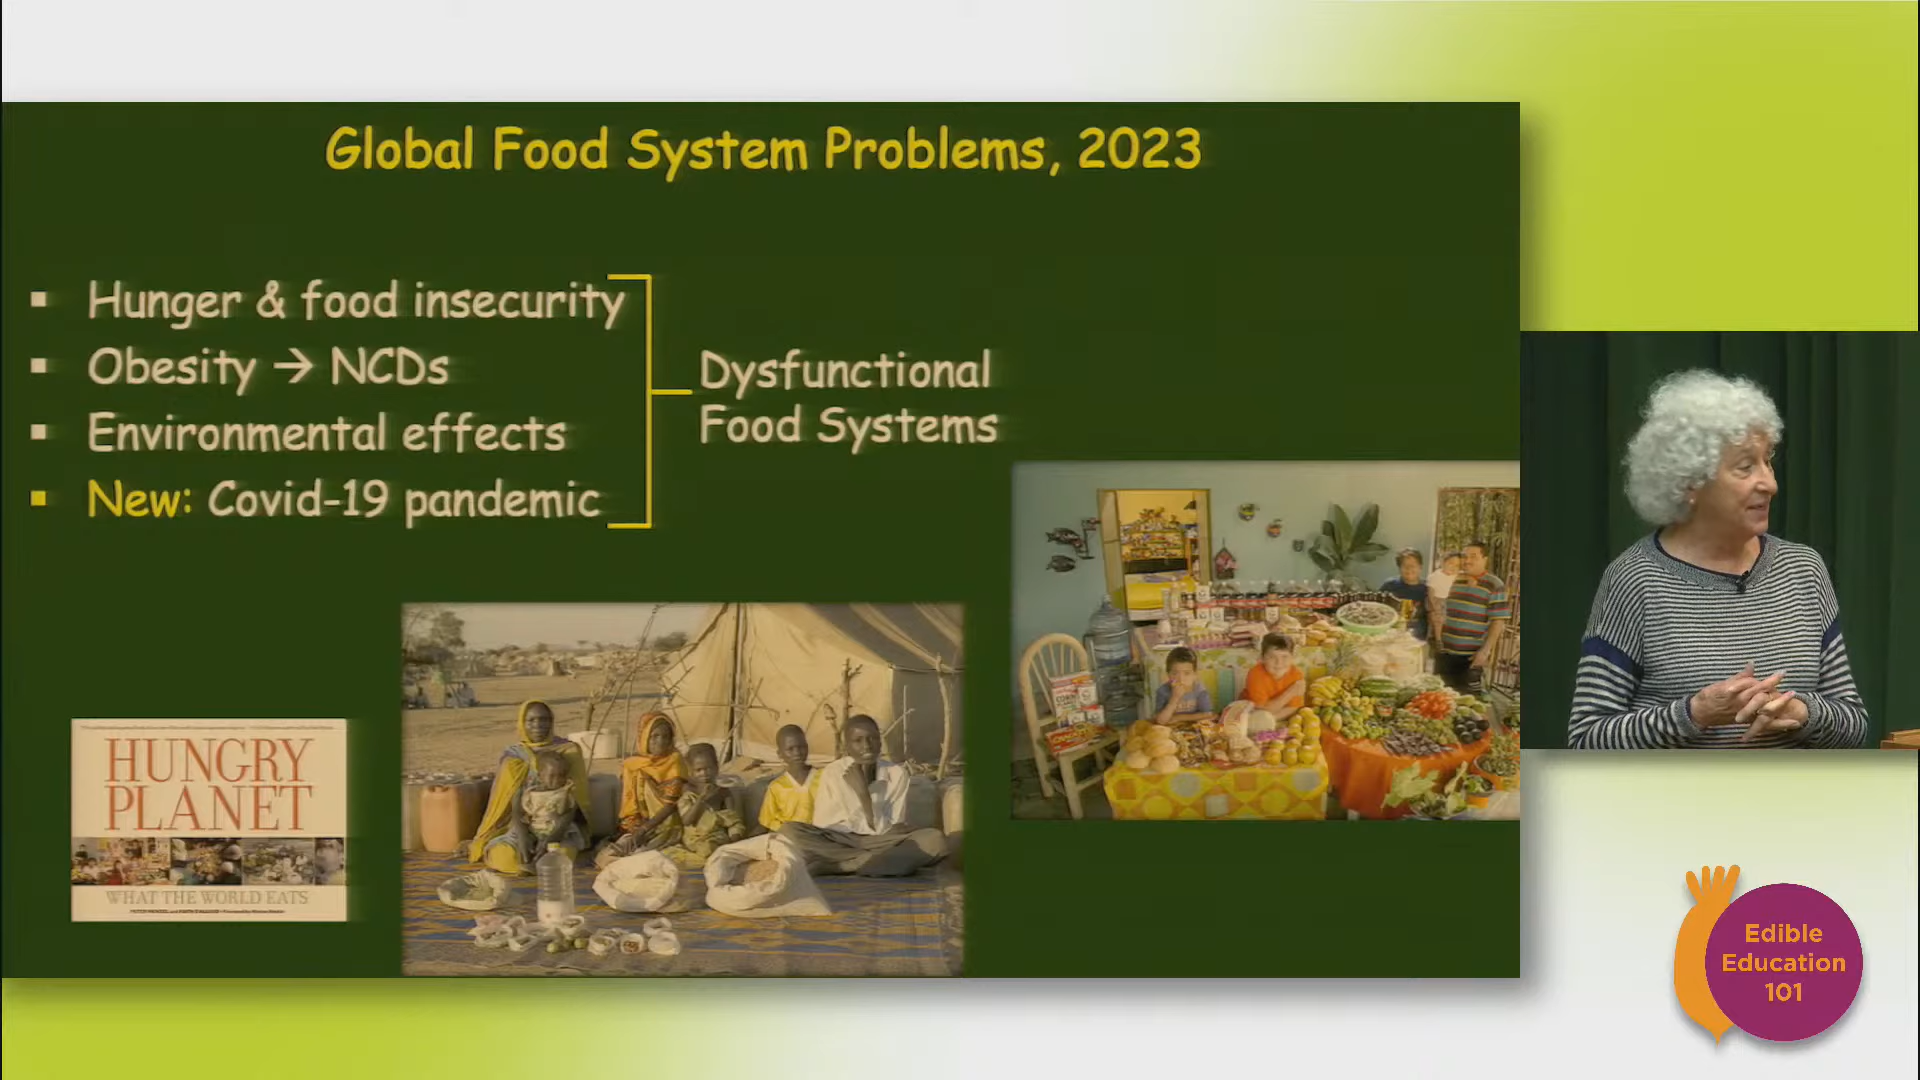 Global Food System Problems, 2023
▪ Hunger & food insecurity
▪ Obesity → NCDs
▪ Environmental effects
▪ New: Covid-19 pandemic
Dysfunctional
Food Systems
HUNGRY
PLANET
WHAT THE WORLD EATS
Edible
Education
101